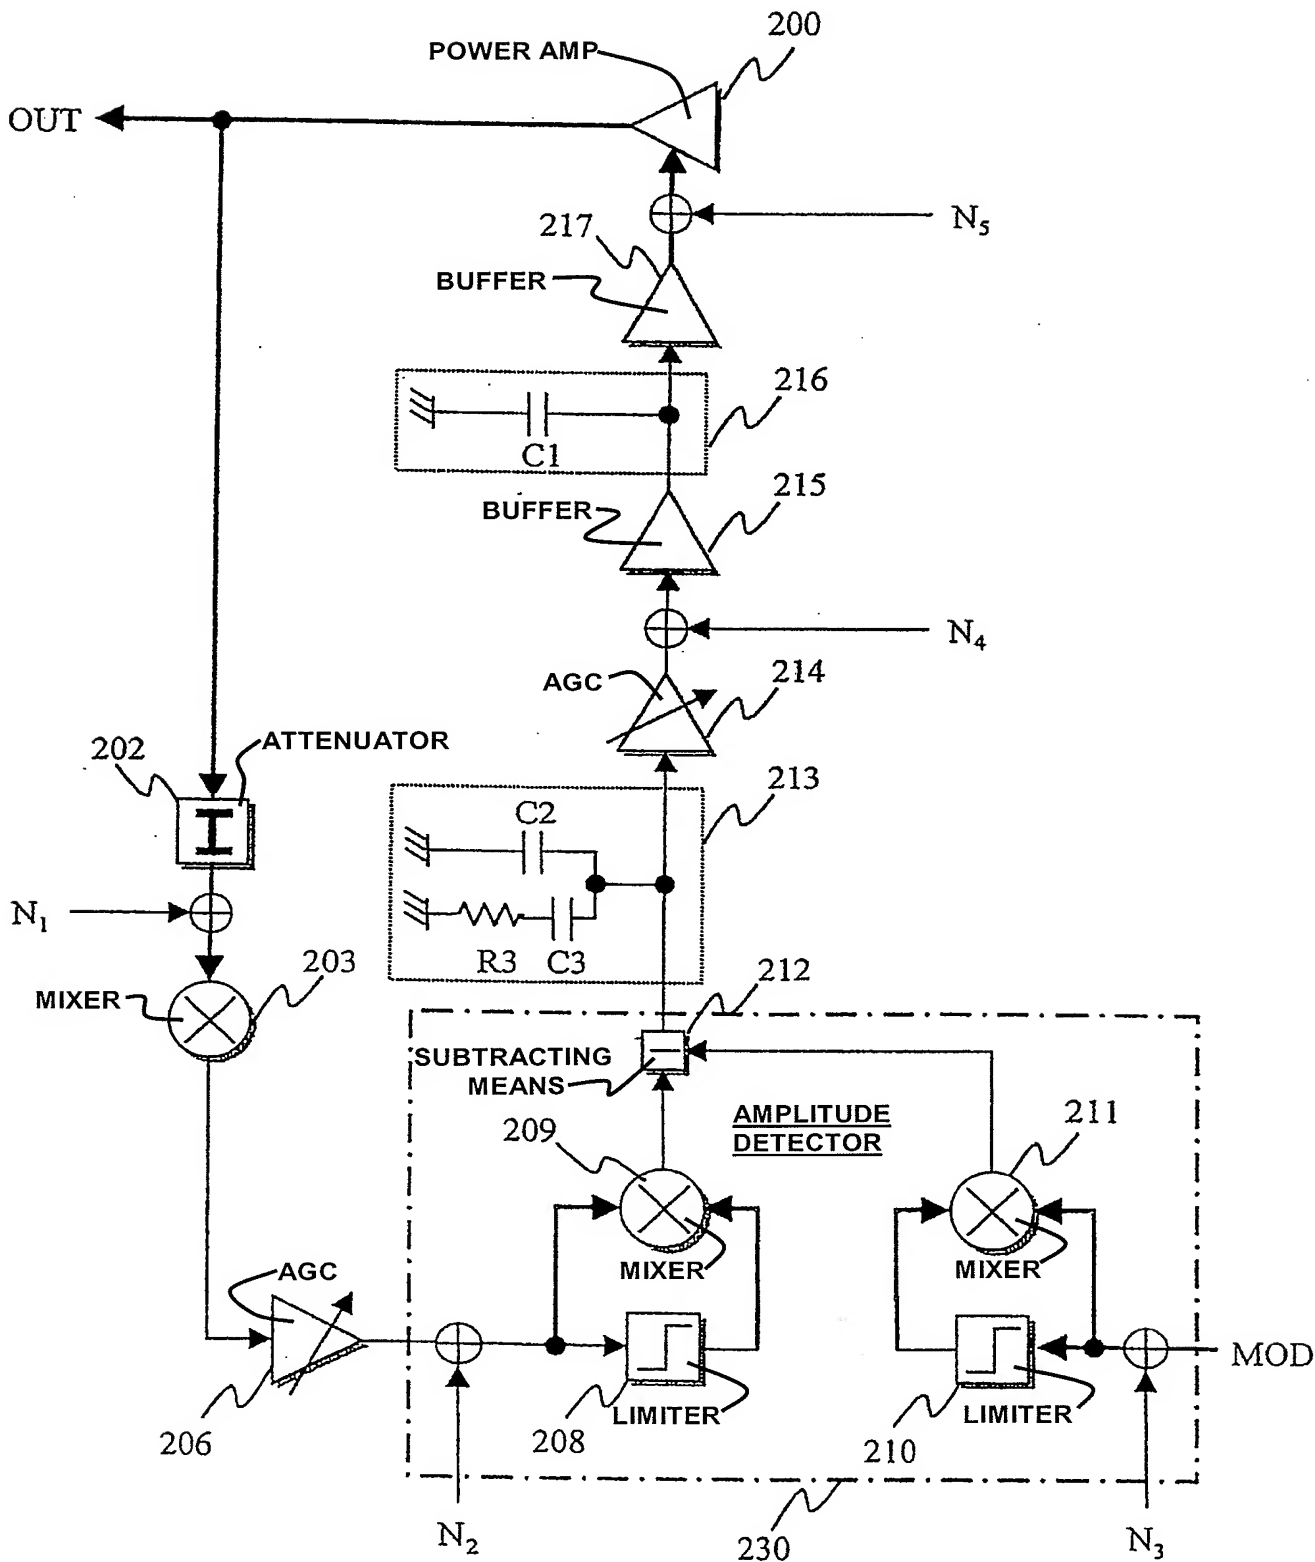 200
POWER AMP
OUT
N5
217
BUFFER
216
C1
215
BUFFER
N4
AGC
214
202
ATTENUATOR
213
C2
N1
R3
C3
203
MIXER
212
SUBTRACTING
MEANS
AMPLITUDE
DETECTOR
209
211
MIXER
MIXER
AGC
MOD
206
208
LIMITER
210
LIMITER
N2
230
N3